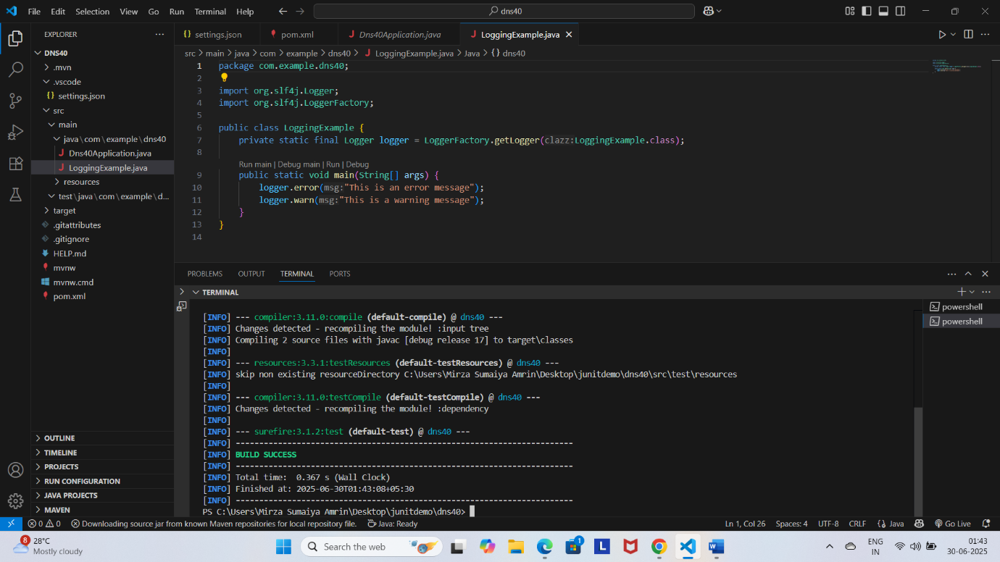 File Edit Selection View Go Run Terminal Help
dns40
EXPLORER
DNS40
.mvn
.vscode
{} settings.json
src
main
java\com\example\dns40
J Dns40Application.java
J LoggingExample.java
resources
test\java\com\example\d...
target
.gitattributes
.gitignore
HELP.md
mvnw
mvnw.cmd
pom.xml
OUTLINE
TIMELINE
PROJECTS
RUN CONFIGURATION
JAVA PROJECTS
MAVEN
{} settings.json
pom.xml
J Dns40Application.java
J LoggingExample.java
src > main > java > com > example > dns40 > J LoggingExample.java > Java > {} dns40
1 package com.example.dns40;
2
3 import org.slf4j.Logger;
4 import org.slf4j.LoggerFactory;
5
6 public class LoggingExample {
7 private static final Logger logger = LoggerFactory.getLogger(clazz:LoggingExample.class);
8
Run main | Debug main | Run | Debug
9 public static void main(String[] args) {
10 logger.error(msg:"This is an error message");
11 logger.warn(msg:"This is a warning message");
12 }
13 }
14
PROBLEMS OUTPUT TERMINAL PORTS
TERMINAL
powershell
powershell
[INFO] --- compiler:3.11.0:compile (default-compile) @ dns40 ---
[INFO] Changes detected - recompiling the module! :input tree
[INFO] Compiling 2 source files with javac [debug release 17] to target\classes
[INFO]
[INFO] --- resources:3.3.1:testResources (default-testResources) @ dns40 ---
[INFO] skip non existing resourceDirectory C:\Users\Mirza Sumaiya Amrin\Desktop\junitdemo\dns40\src\test\resources
[INFO]
[INFO] --- compiler:3.11.0:testCompile (default-testCompile) @ dns40 ---
[INFO] Changes detected - recompiling the module! :dependency
[INFO]
[INFO] --- surefire:3.1.2:test (default-test) @ dns40 ---
[INFO] ------------------------------------------------------------------------
[INFO] BUILD SUCCESS
[INFO] ------------------------------------------------------------------------
[INFO] Total time:  0.367 s (Wall Clock)
[INFO] Finished at: 2025-06-30T01:43:08+05:30
[INFO] ------------------------------------------------------------------------
PS C:\Users\Mirza Sumaiya Amrin\Desktop\junitdemo\dns40>
0 0 Downloading source jar from known Maven repositories for local repository file. Java: Ready
Ln 1, Col 26 Spaces: 4 UTF-8 CRLF {} Java Go Live
8 28°C
Mostly cloudy
Search the web
1
L
ENG
IN
01:43
30-06-2025